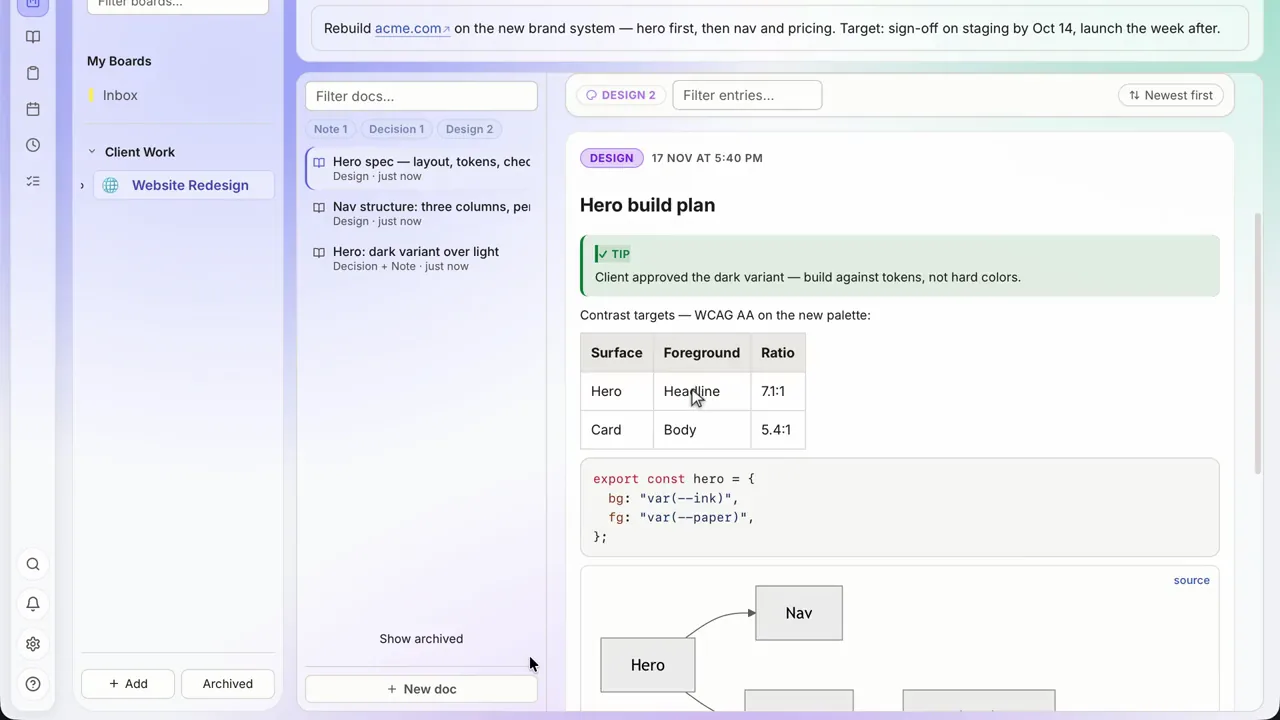 Filter boards...
My Boards
Inbox
Client Work
Website Redesign
+ Add
Archived
Rebuild acme.com↗ on the new brand system — hero first, then nav and pricing. Target: sign-off on staging by Oct 14, launch the week after.
Filter docs...
Note 1
Decision 1
Design 2
Hero spec — layout, tokens, chec
Design · just now
Nav structure: three columns, per
Design · just now
Hero: dark variant over light
Decision + Note · just now
Show archived
+ New doc
DESIGN 2
Filter entries...
Newest first
DESIGN
17 NOV AT 5:40 PM
Hero build plan
✓ TIP
Client approved the dark variant — build against tokens, not hard colors.
Contrast targets — WCAG AA on the new palette:
Surface Foreground Ratio
Hero Headline 7.1:1
Card Body 5.4:1
export const hero = {
bg: "var(--ink)",
fg: "var(--paper)",
};
source
Nav
Hero